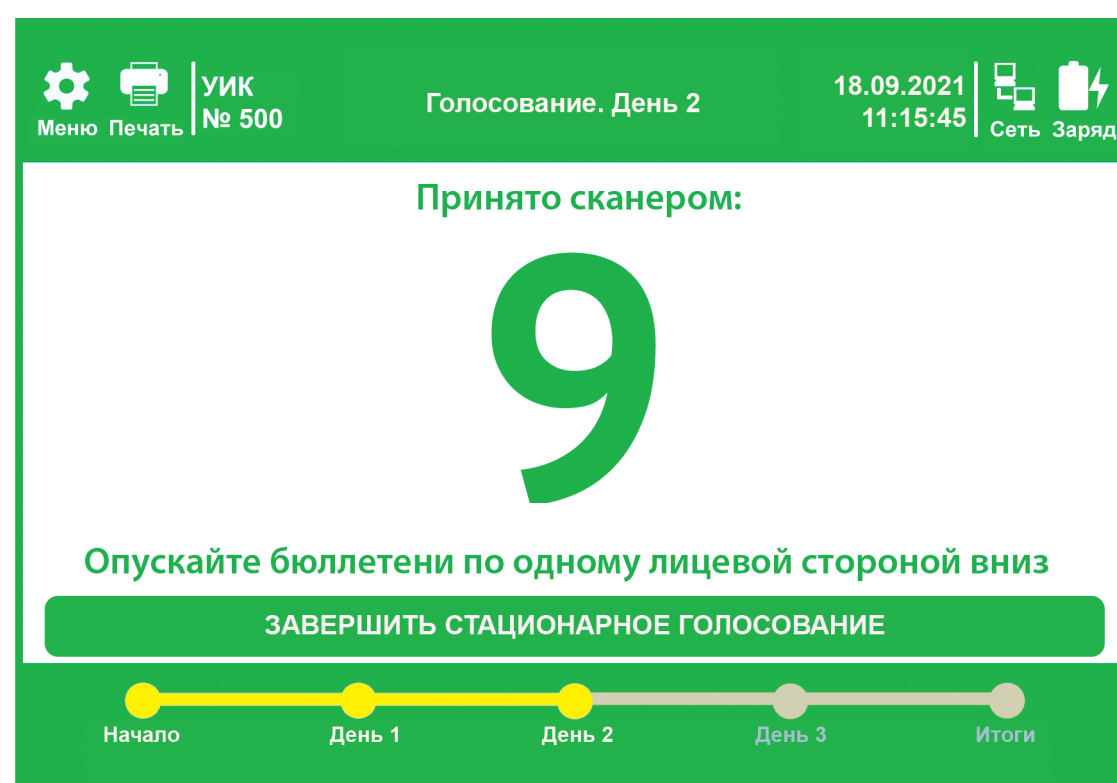 Меню
Печать
УИК
№ 500
Голосование. День 2
18.09.2021
11:15:45
Сеть
Заряд
Принято сканером:
9
Опускайте бюллетени по одному лицевой стороной вниз
ЗАВЕРШИТЬ СТАЦИОНАРНОЕ ГОЛОСОВАНИЕ
Начало
День 1
День 2
День 3
Итоги